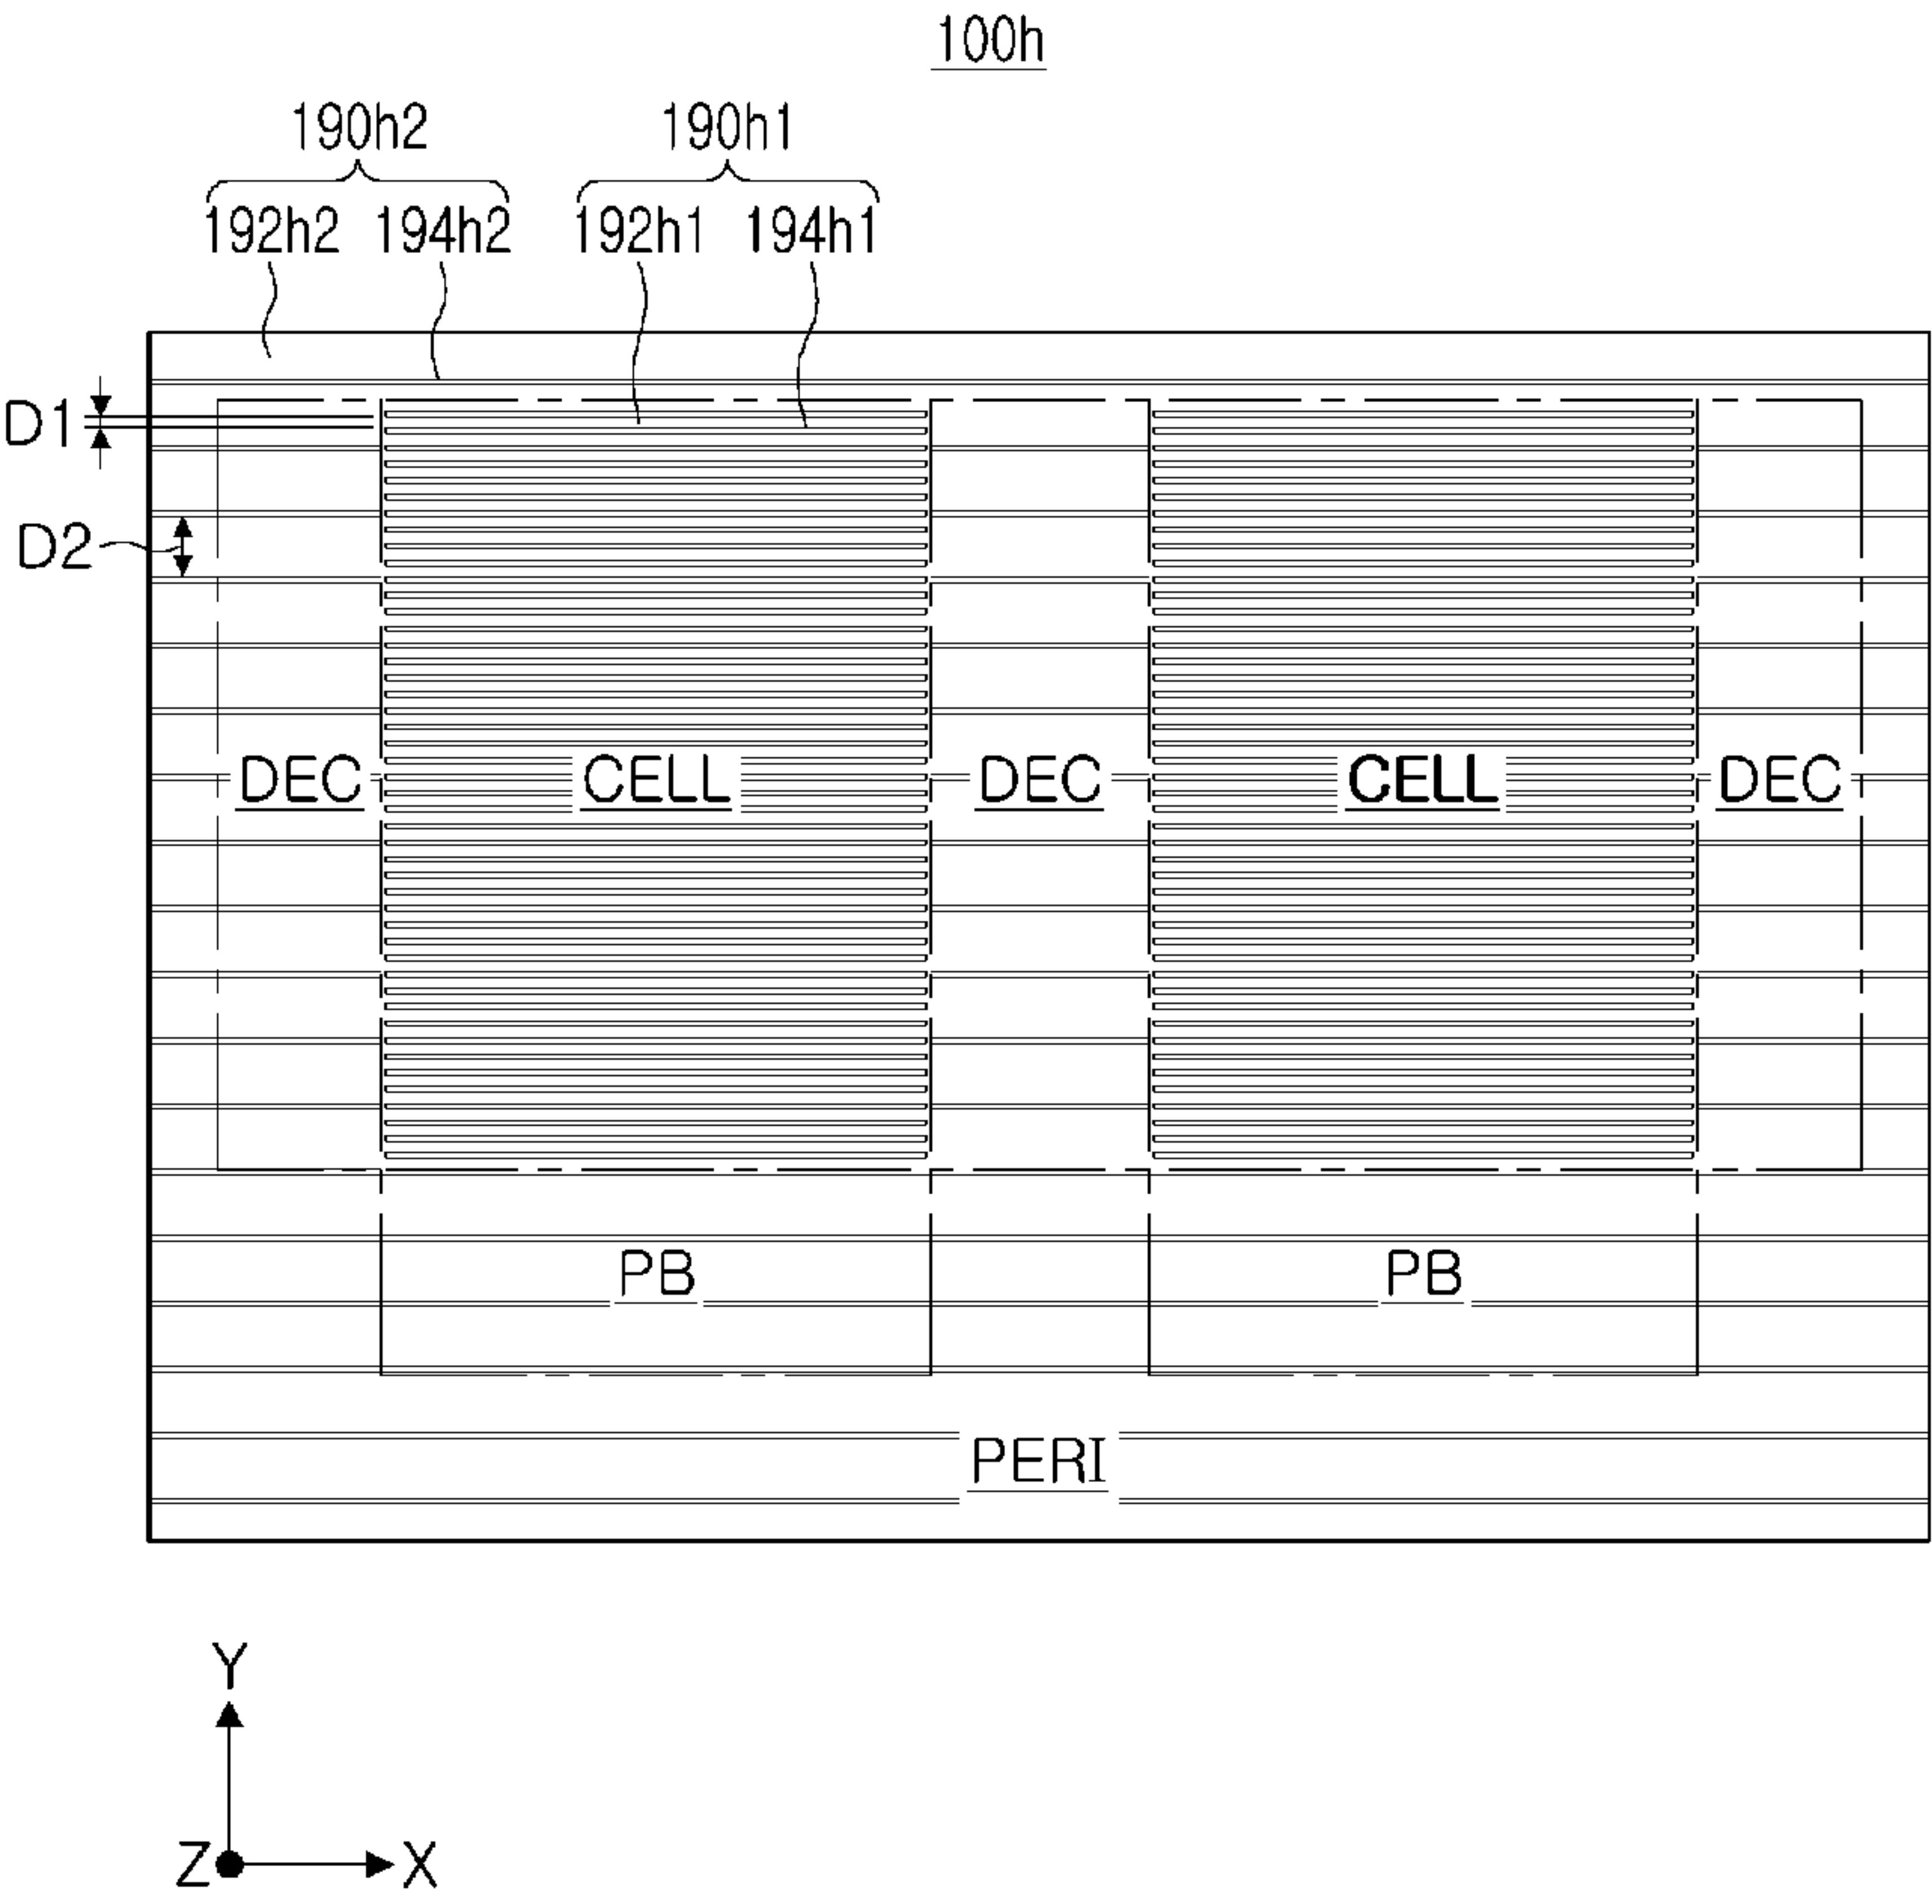 100h
190h2 190h1
192h2 194h2 192h1 194h1
D1
D2
DEC CELL DEC CELL DEC
PB PB
PERI
Y
Z X